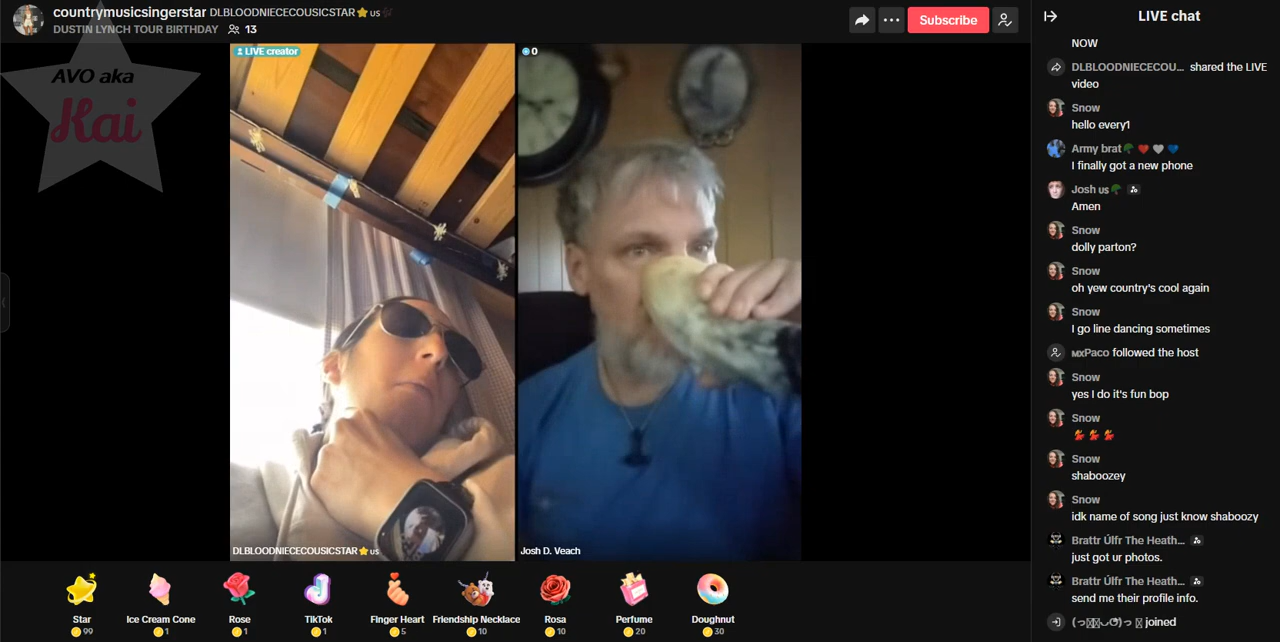 countrymusicsingerstar DLBLOODNIECECOUSICSTAR⭐us
DUSTIN LYNCH TOUR BIRTHDAY 13
Subscribe
AVO aka
Kai
LIVE creator
0
DLBLOODNIECECOUSICSTAR⭐us
Josh D. Veach
Star
99
Ice Cream Cone
1
Rose
1
TikTok
1
Finger Heart
5
Friendship Necklace
10
Rosa
10
Perfume
20
Doughnut
30
LIVE chat
NOW
DLBLOODNIECECOU... shared the LIVE
video
Snow
hello every1
Army brat
I finally got a new phone
Josh us
Amen
Snow
dolly parton?
Snow
oh yew country's cool again
Snow
I go line dancing sometimes
мxPaco followed the host
Snow
yes I do it's fun bop
Snow
💃💃💃
Snow
shaboozey
Snow
idk name of song just know shaboozy
Brattr Úlfr The Heath...
just got ur photos.
Brattr Úlfr The Heath...
send me their profile info.
joined